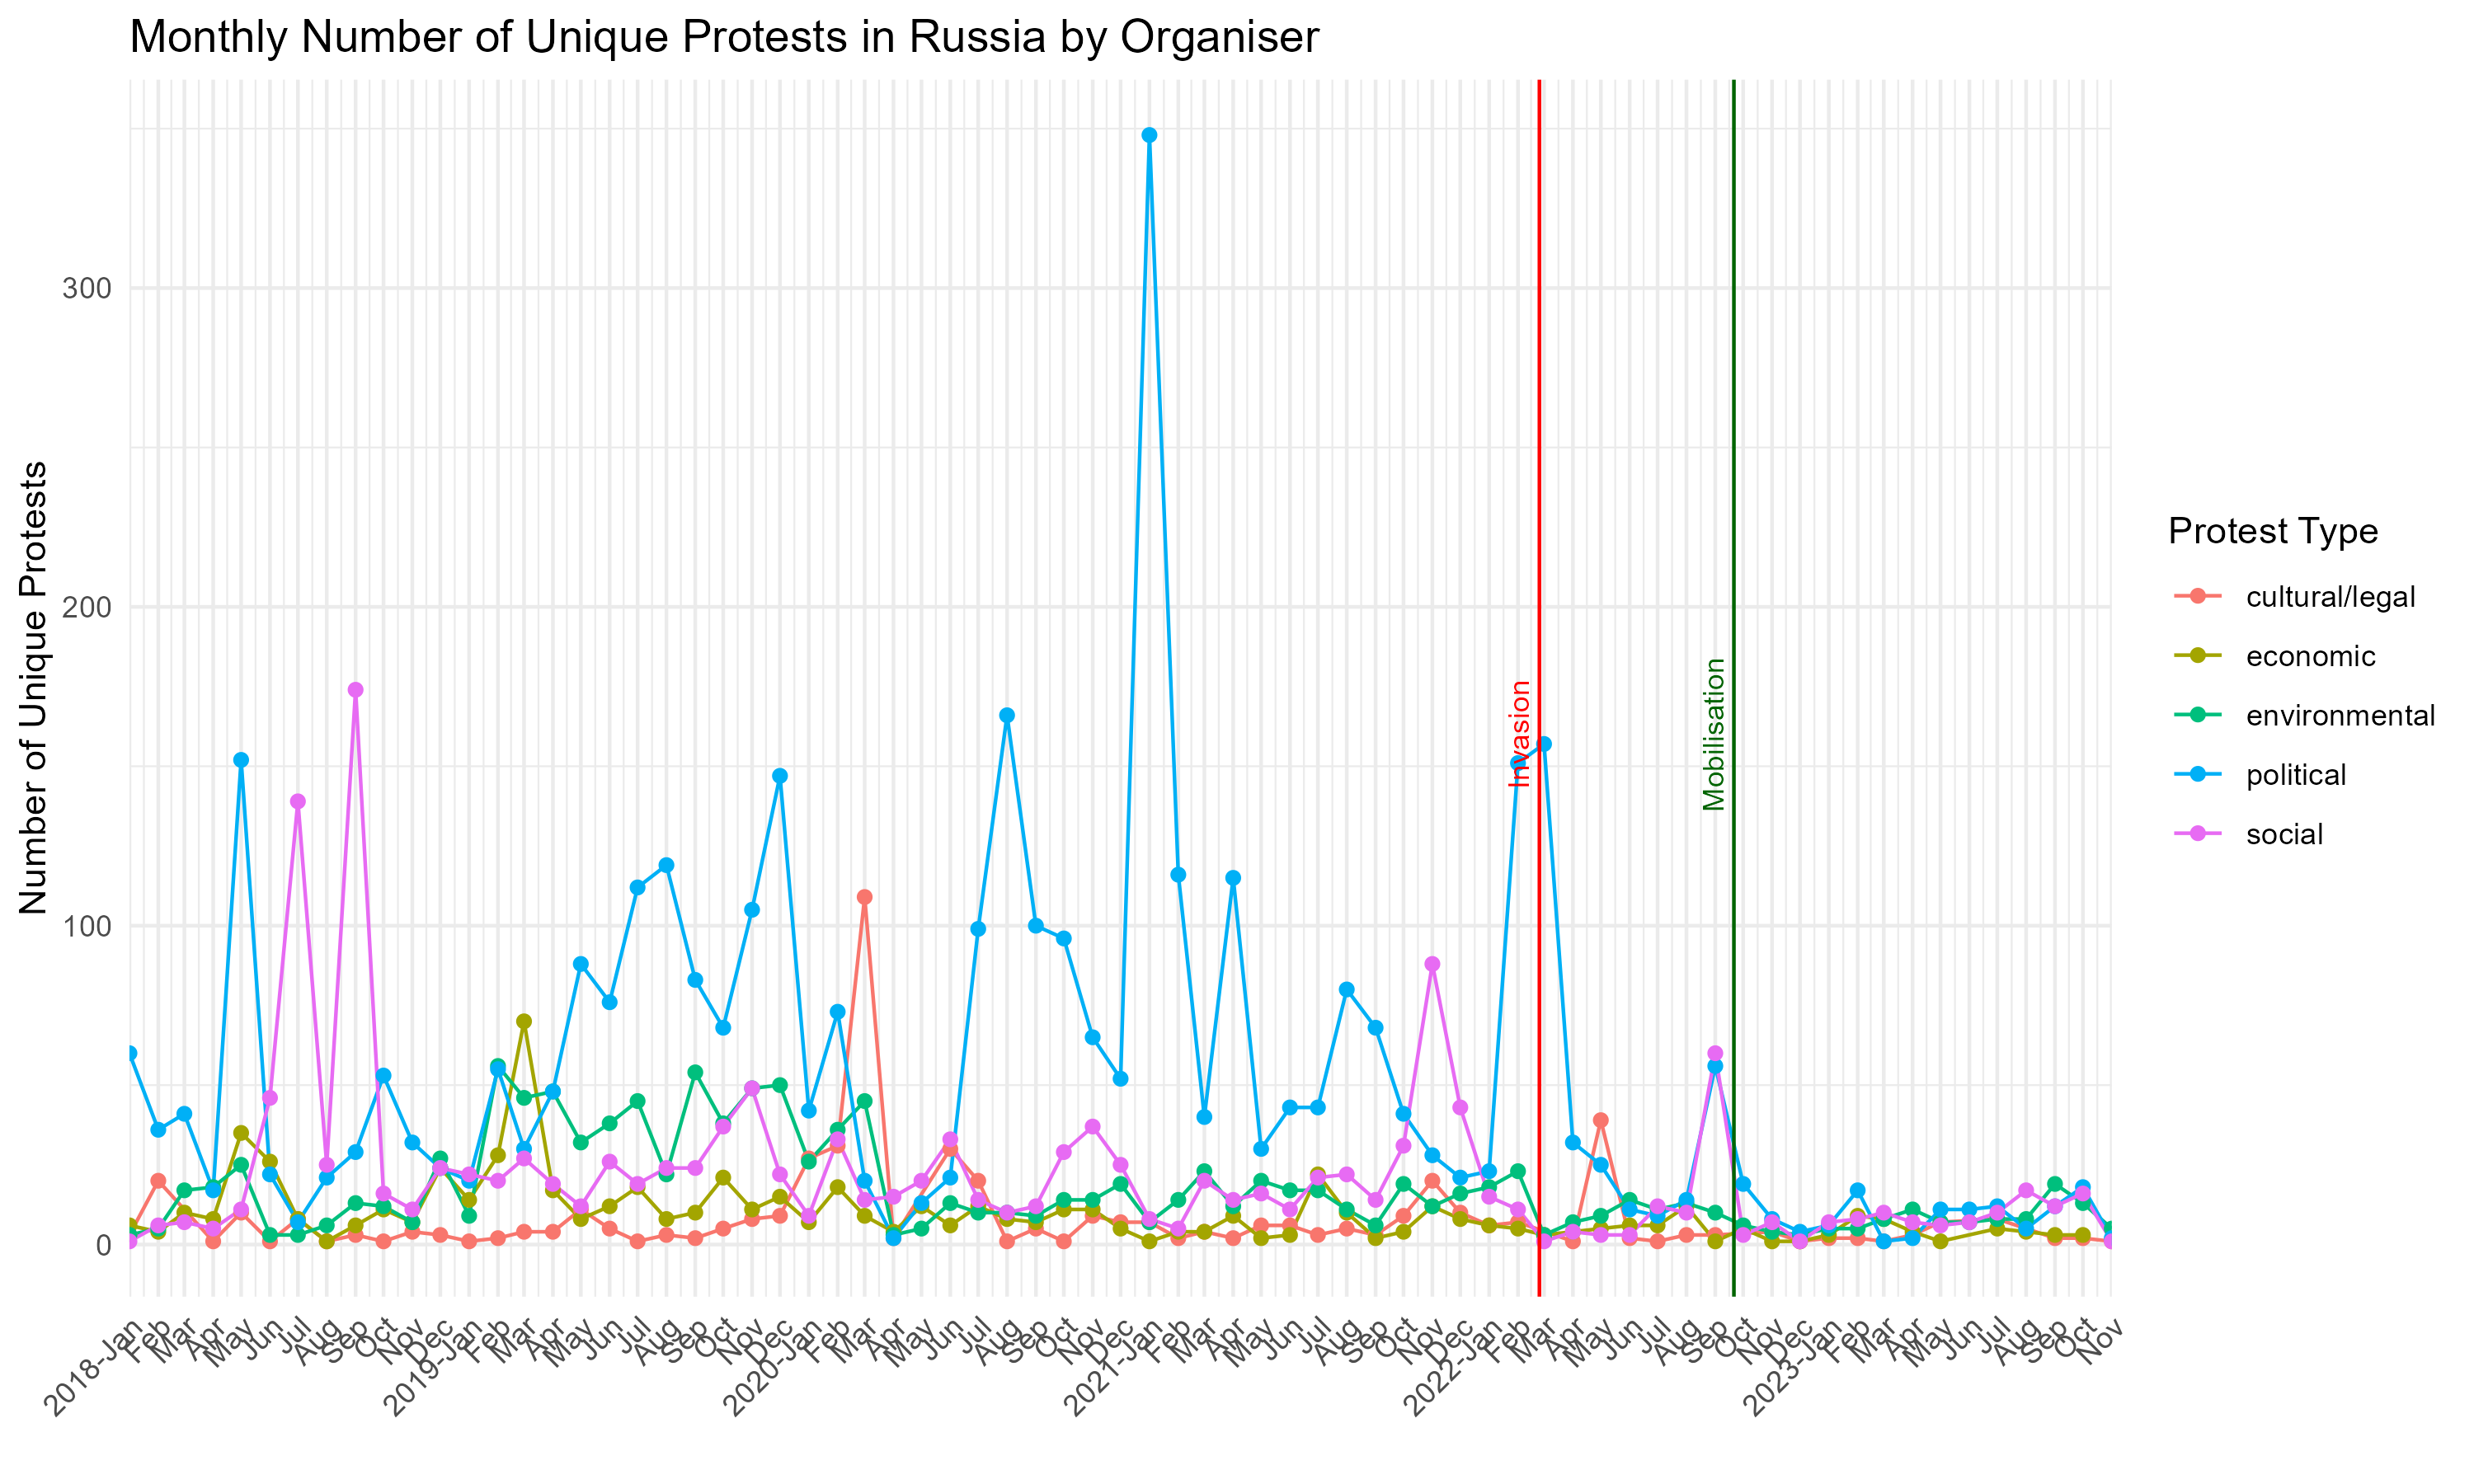 Monthly Number of Unique Protests in Russia by Organiser
Number of Unique Protests
300
200
100
0
Invasion
Mobilisation
2018-Jan
Feb
Mar
Apr
May
Jun
Jul
Aug
Sep
Oct
Nov
Dec
2019-Jan
Feb
Mar
Apr
May
Jun
Jul
Aug
Sep
Oct
Nov
Dec
2020-Jan
Feb
Mar
Apr
May
Jun
Jul
Aug
Sep
Oct
Nov
Dec
2021-Jan
Feb
Mar
Apr
May
Jun
Jul
Aug
Sep
Oct
Nov
Dec
2022-Jan
Feb
Mar
Apr
May
Jun
Jul
Aug
Sep
Oct
Nov
Dec
2023-Jan
Feb
Mar
Apr
May
Jun
Jul
Aug
Sep
Oct
Nov
Protest Type
cultural/legal
economic
environmental
political
social